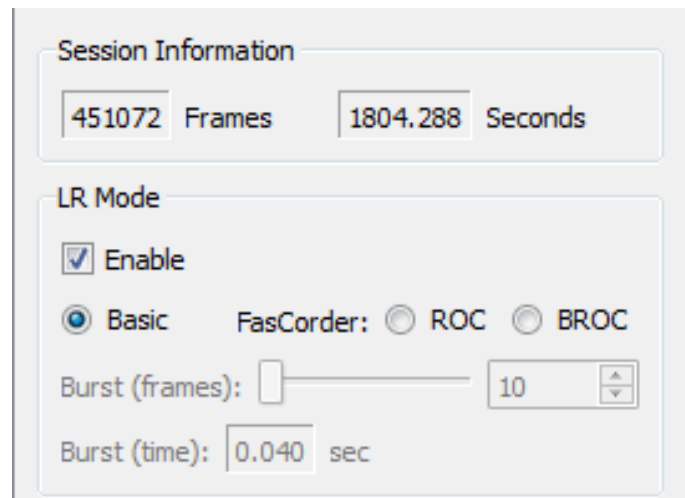 Session Information
451072 Frames 1804.288 Seconds
LR Mode
Enable
Basic FasCorder: ROC BROC
Burst (frames): 10
Burst (time): 0.040 sec